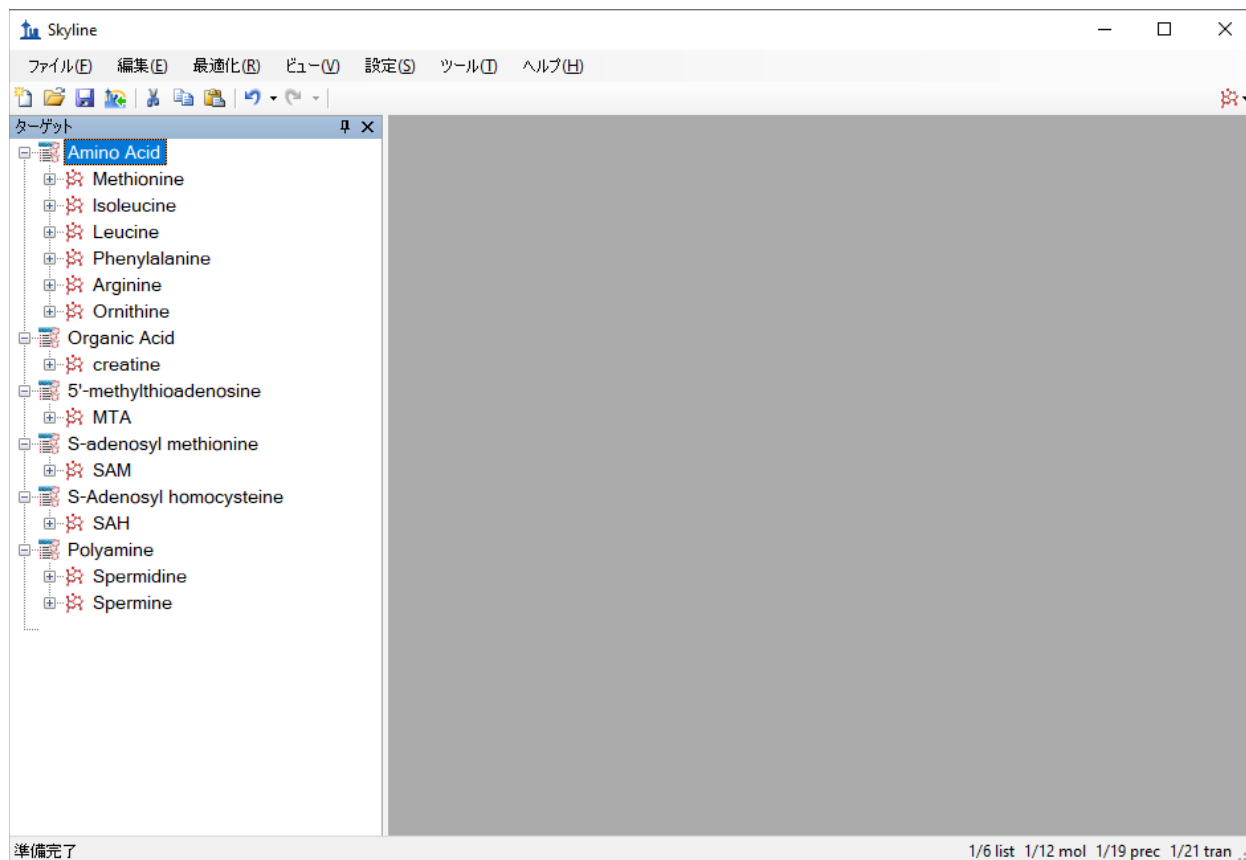 Skyline
ファイル(F) 編集(E) 最適化(R) ビュー(V) 設定(S) ツール(T) ヘルプ(H)
ターゲット
Amino Acid
Methionine
Isoleucine
Leucine
Phenylalanine
Arginine
Ornithine
Organic Acid
creatine
5'-methylthioadenosine
MTA
S-adenosyl methionine
SAM
S-Adenosyl homocysteine
SAH
Polyamine
Spermidine
Spermine
準備完了 1/6 list 1/12 mol 1/19 prec 1/21 tran